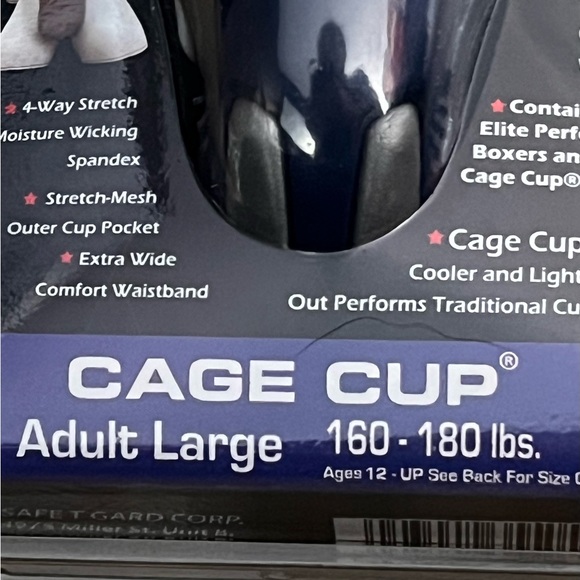 4-Way Stretch
Moisture Wicking
Spandex
Stretch-Mesh
Outer Cup Pocket
Extra Wide
Comfort Waistband
Contai
Elite Perf
Boxers an
Cage Cup®
Cage Cup
Cooler and Light
Out Performs Traditional Cu
CAGE CUP®
Adult Large 160 - 180 lbs.
Ages 12 - UP See Back For Size
SAFE T GARD CORP.